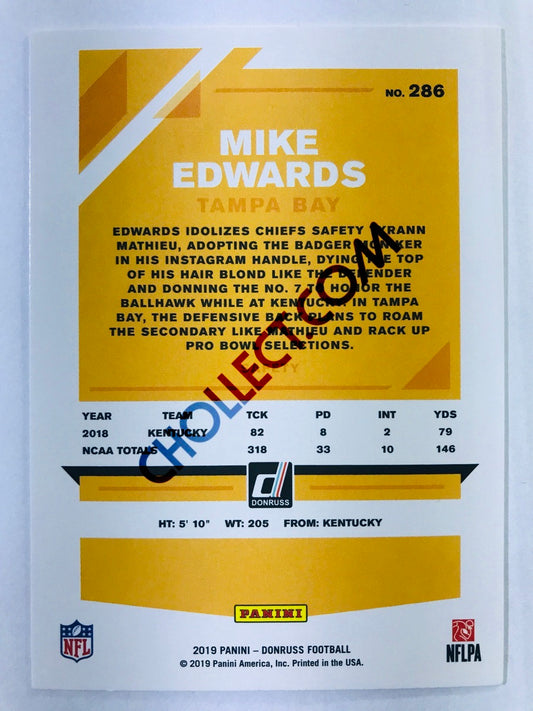 NO. 286
MIKE
EDWARDS
TAMPA BAY
EDWARDS IDOLIZES CHIEFS SAFETY TYRANN
MATHIEU, ADOPTING THE BADGER MONIKER
IN HIS INSTAGRAM HANDLE, DYING THE TOP
OF HIS HAIR BLOND LIKE THE DEFENDER
AND DONNING THE NO. 7 TO HONOR THE
BALLHAWK WHILE AT KENTUCKY. IN TAMPA
BAY, THE DEFENSIVE BACK PLANS TO ROAM
THE SECONDARY LIKE MATHIEU AND RACK UP
PRO BOWL SELECTIONS.
SAFETY
CHOLLECT.COM
YEAR TEAM TCK PD INT YDS
2018 KENTUCKY 82 8 2 79
NCAA TOTALS 318 33 10 146
DONRUSS
HT: 5' 10" WT: 205 FROM: KENTUCKY
PANINI
NFL
2019 PANINI – DONRUSS FOOTBALL
© 2019 Panini America, Inc. Printed in the USA.
NFLPA